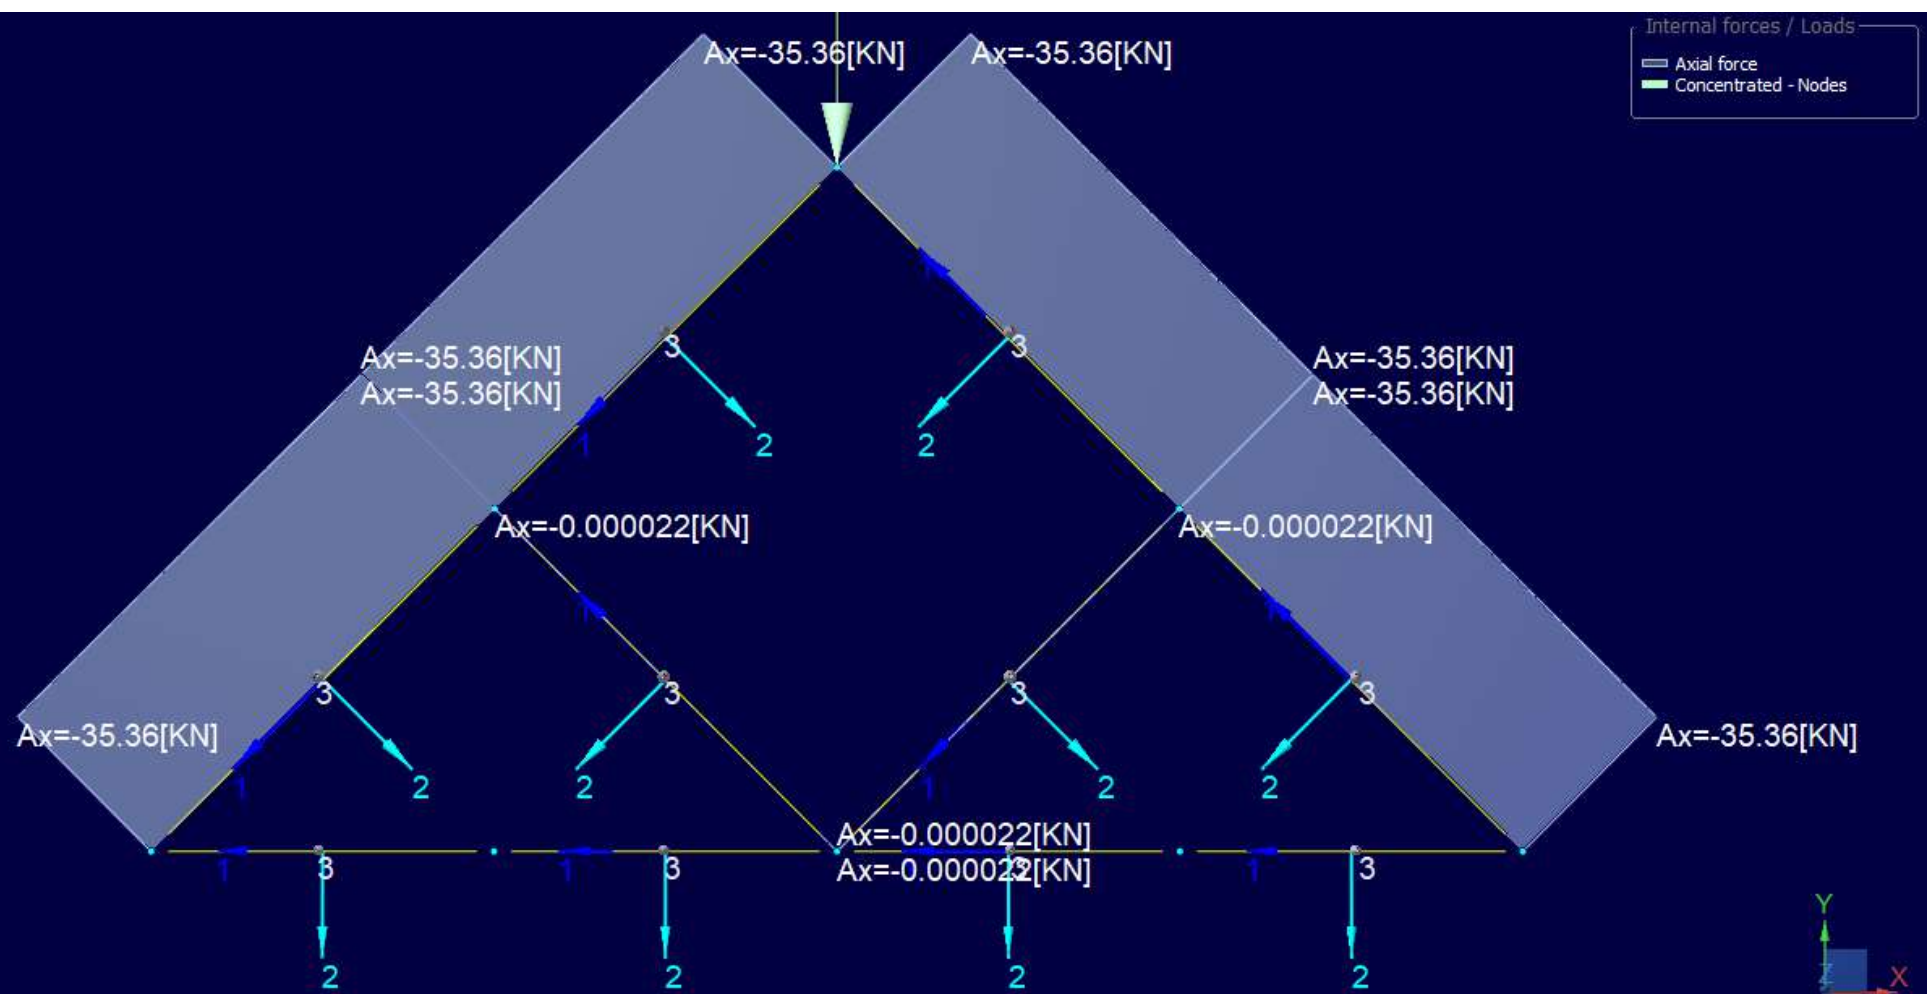 Internal forces / Loads
Axial force
Concentrated - Nodes
Ax=-35.36[KN]
Ax=-35.36[KN]
3
3
Ax=-35.36[KN]
Ax=-35.36[KN]
Ax=-35.36[KN]
Ax=-35.36[KN]
1
2
2
1
Ax=-0.000022[KN]
Ax=-0.000022[KN]
1
1
3
3
3
3
Ax=-35.36[KN]
Ax=-35.36[KN]
1
2
2
1
2
2
Ax=-0.000022[KN]
Ax=-0.000022[KN]
1
3
1
3
3
1
3
2
2
2
2
Y
Z
X